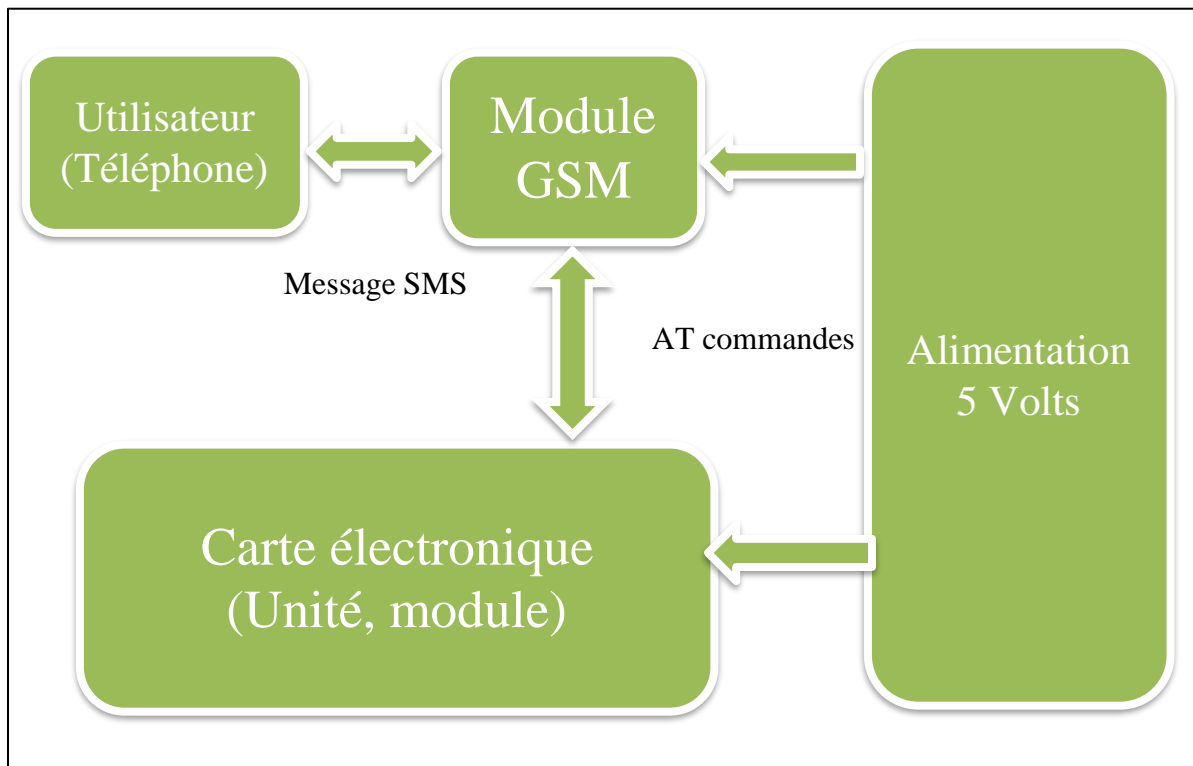 Utilisateur
(Téléphone)
Module
GSM
Message SMS
AT commandes
Alimentation
5 Volts
Carte électronique
(Unité, module)